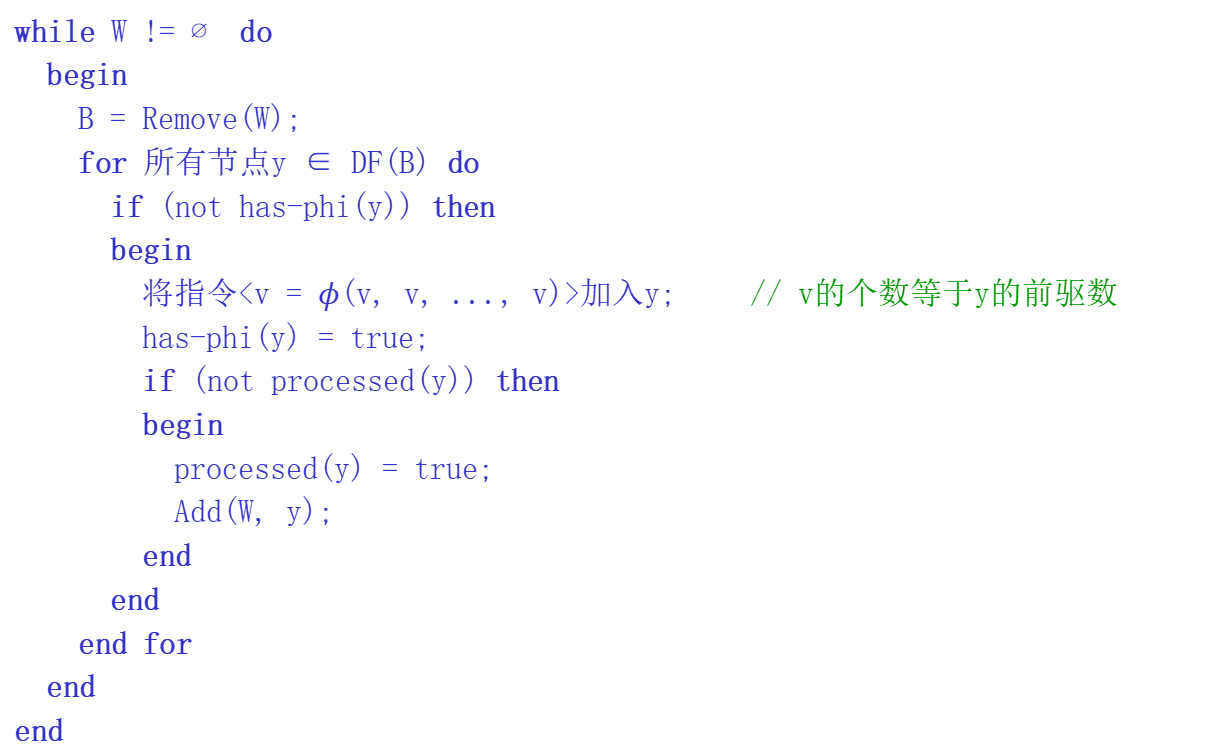 while W != ∅ do
begin
B = Remove(W);
for 所有节点y ∈ DF(B) do
if (not has-phi(y)) then
begin
将指令<v = ϕ(v, v, ..., v)>加入y; // v的个数等于y的前驱数
has-phi(y) = true;
if (not processed(y)) then
begin
processed(y) = true;
Add(W, y);
end
end
end for
end
end